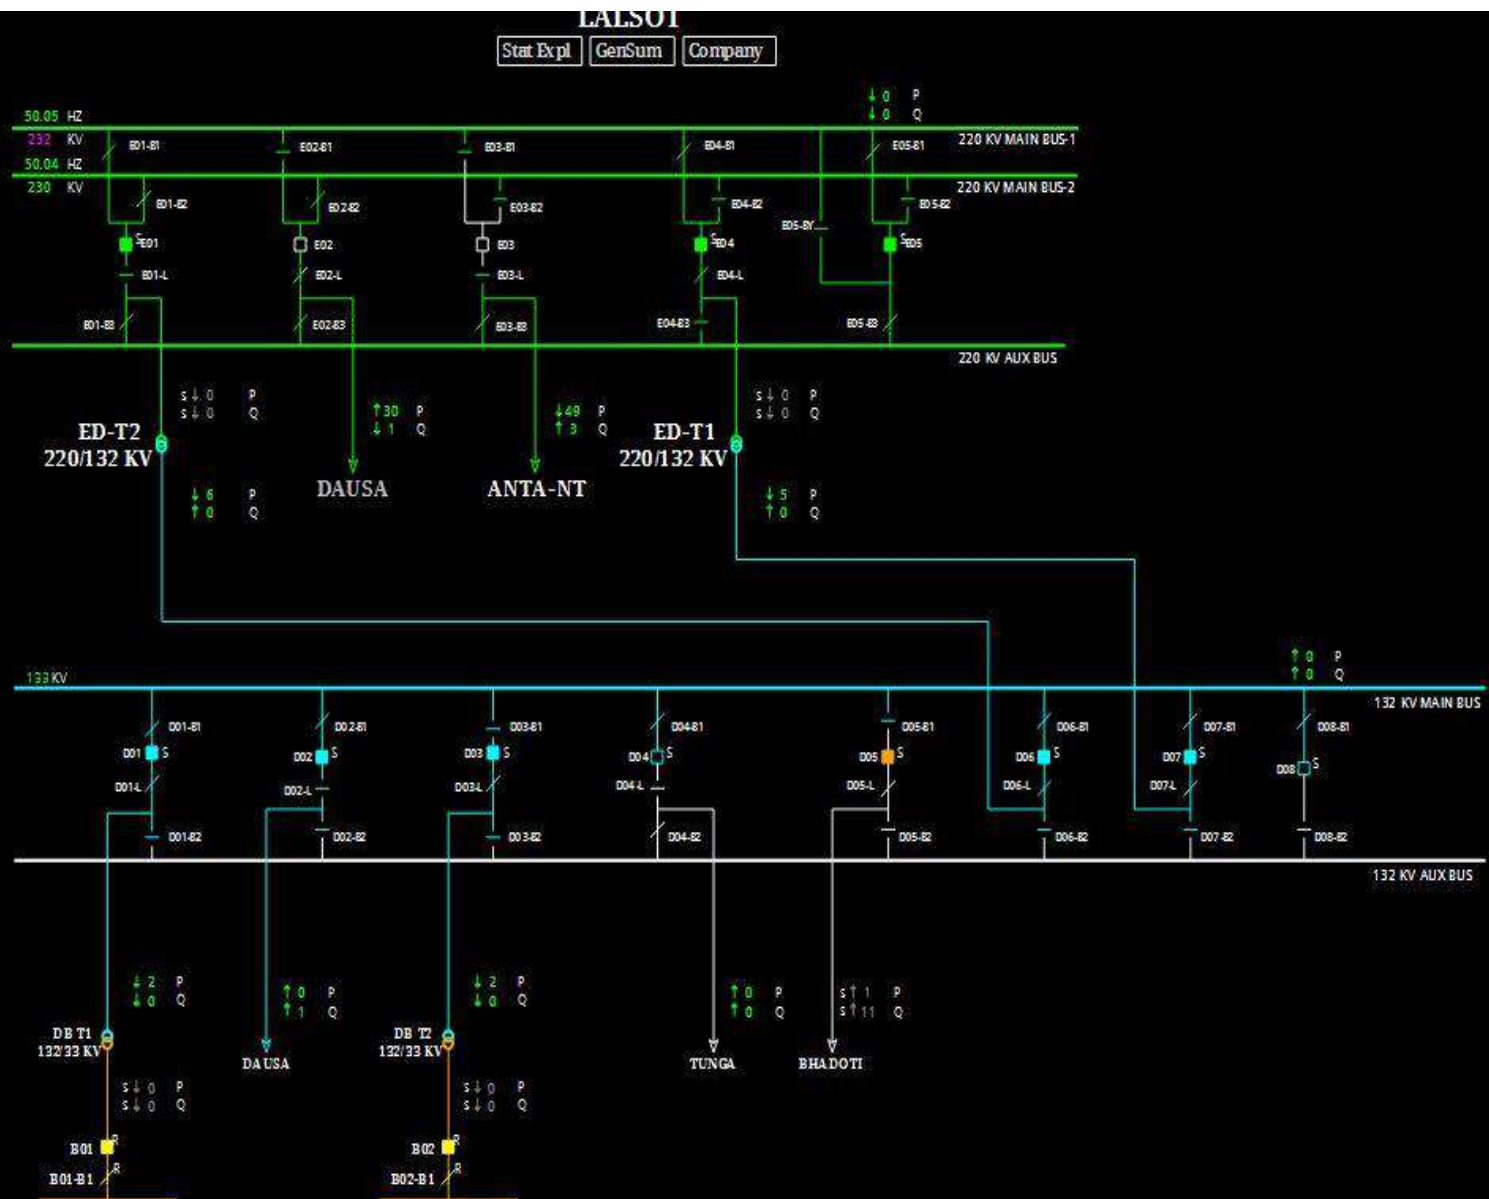 LALSOT
Stat Expl GenSum Company
↓ 0 P
↓ 0 Q
50.05 HZ
232 KV
50.04 HZ
230 KV
220 KV MAIN BUS-1
220 KV MAIN BUS-2
E01-B1 E02-B1 E03-B1 E04-B1 E05-B1
E01-B2 E02-B2 E03-B2 E04-B2 E05-BY E05-B2
S E01 E02 E03 S E04 S E05
E01-L E02-L E03-L E04-L
E01-B3 E02-B3 E03-B3 E04-B3 E05-B3
220 KV AUX BUS
S ↓ 0 P
S ↓ 0 Q
↑ 30 P
↓ 1 Q
↓ 49 P
↑ 3 Q
S ↓ 0 P
S ↓ 0 Q
ED-T2
220/132 KV
ED-T1
220/132 KV
DAUSA
ANTA-NT
↓ 6 P
↑ 0 Q
↓ 5 P
↑ 0 Q
↑ 0 P
↑ 0 Q
133 KV
132 KV MAIN BUS
D01-B1 D02-B1 D03-B1 D04-B1 D05-B1 D06-B1 D07-B1 D08-B1
D01 S D02 S D03 S D04 S D05 S D06 S D07 S D08 S
D01-L D02-L D03-L D04-L D05-L D06-L D07-L
D01-B2 D02-B2 D03-B2 D04-B2 D05-B2 D06-B2 D07-B2 D08-B2
132 KV AUX BUS
↓ 2 P
↓ 0 Q
↑ 0 P
↑ 1 Q
↓ 2 P
↓ 0 Q
↑ 0 P
↑ 0 Q
S ↑ 1 P
S ↑ 11 Q
DB T1
132/33 KV
DAUSA
DB T2
132/33 KV
TUNGA
BHADOTI
S ↓ 0 P
S ↓ 0 Q
S ↓ 0 P
S ↓ 0 Q
B01 R
B01-B1 R
B02 R
B02-B1 R